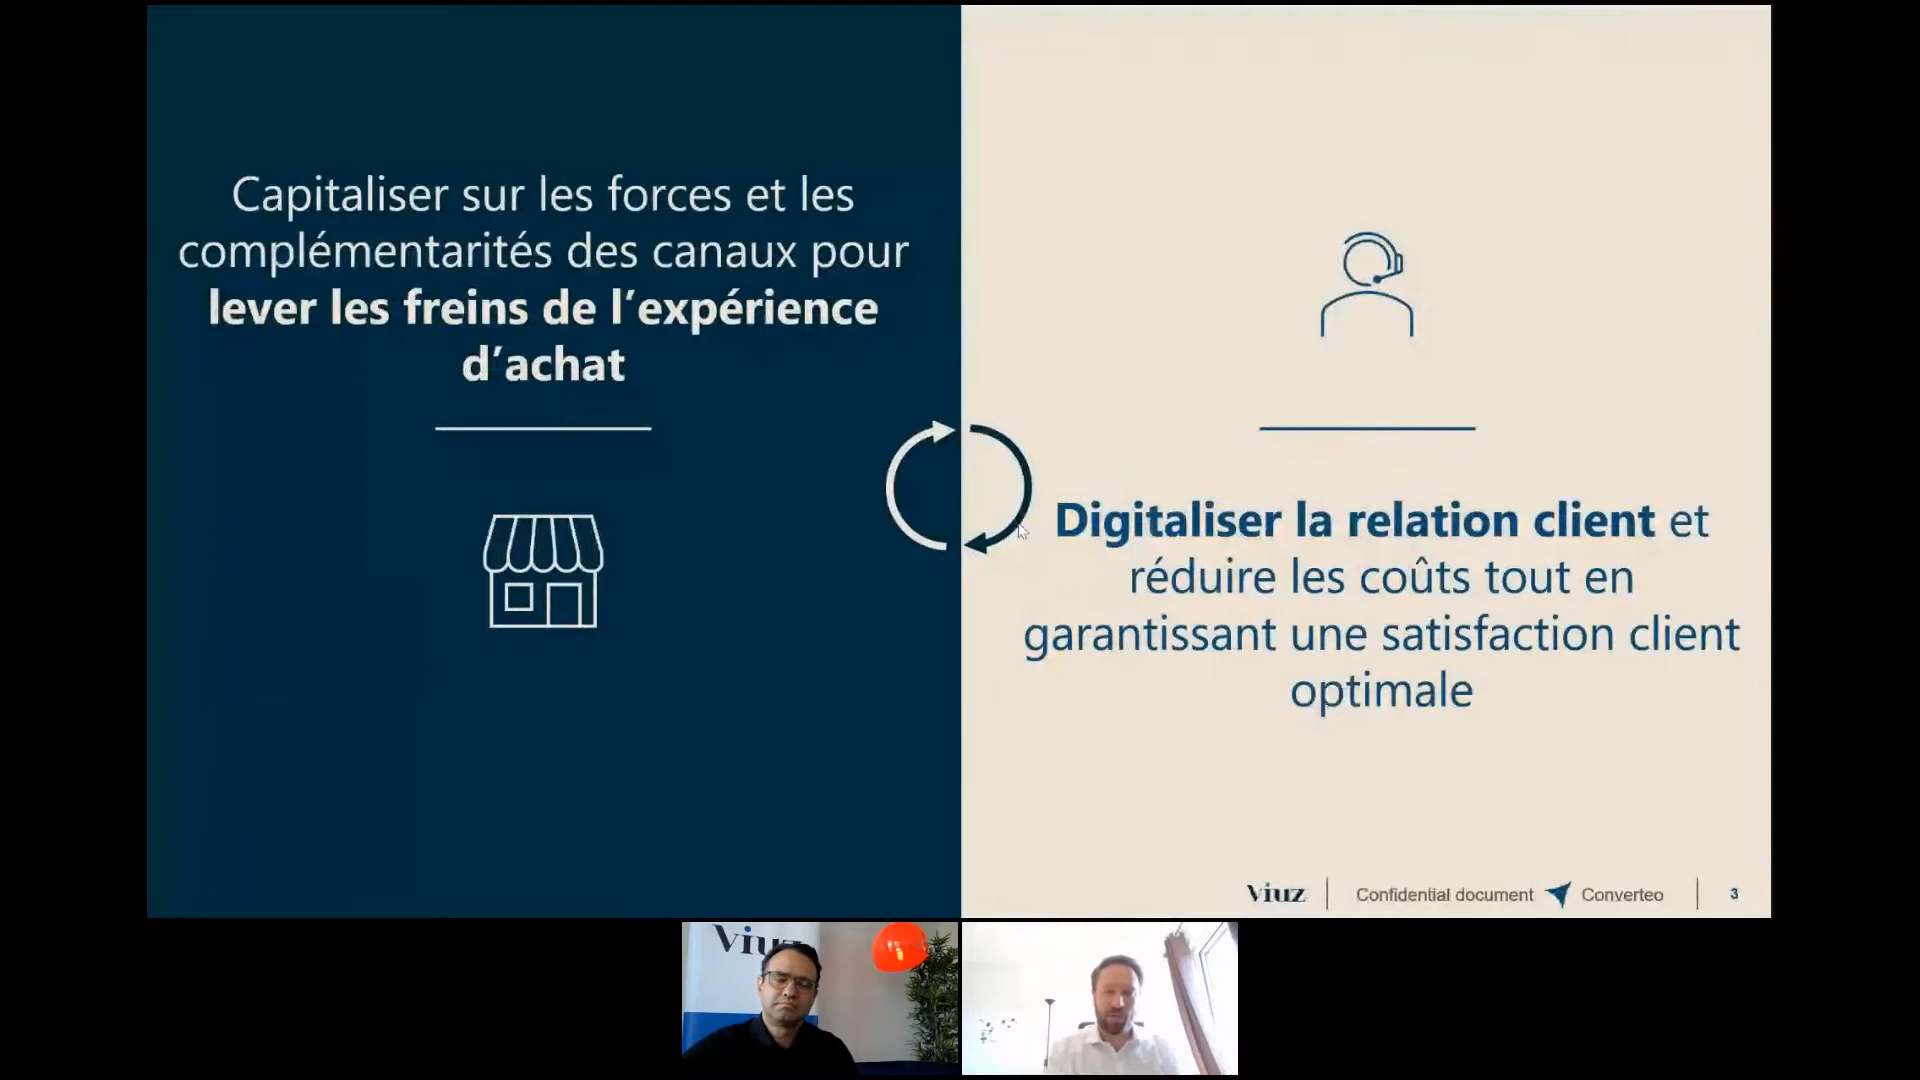 Capitaliser sur les forces et les
complémentarités des canaux pour
lever les freins de l’expérience
d’achat
Digitaliser la relation client et
réduire les coûts tout en
garantissant une satisfaction client
optimale
viuz
Confidential document
Converteo
3
viuz